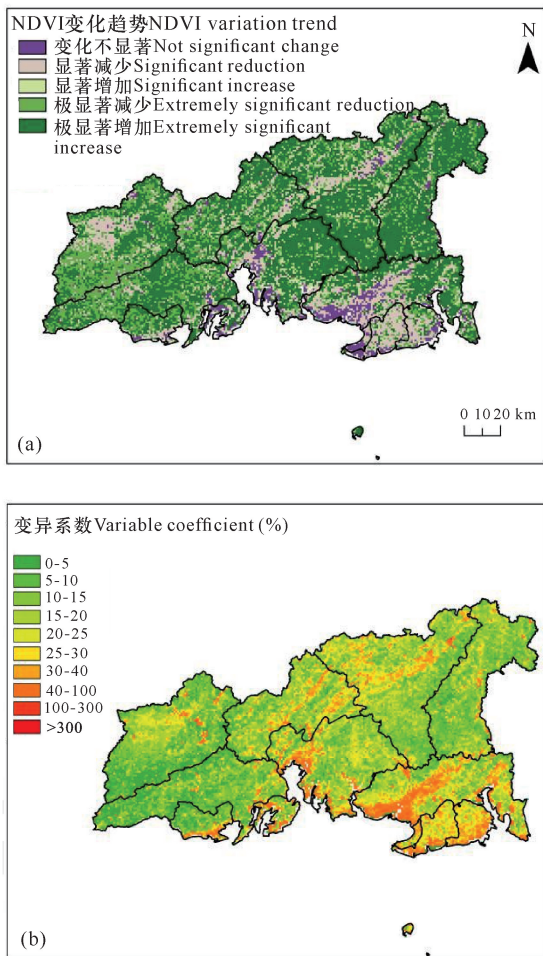 NDVI变化趋势NDVI variation trend
N
变化不显著Not significant change
显著减少Significant reduction
显著增加Significant increase
极显著减少Extremely significant reduction
极显著增加Extremely significant
increase
0 1020 km
(a)
变异系数Variable coefficient (%)
0-5
5-10
10-15
15-20
20-25
25-30
30-40
40-100
100-300
>300
(b)